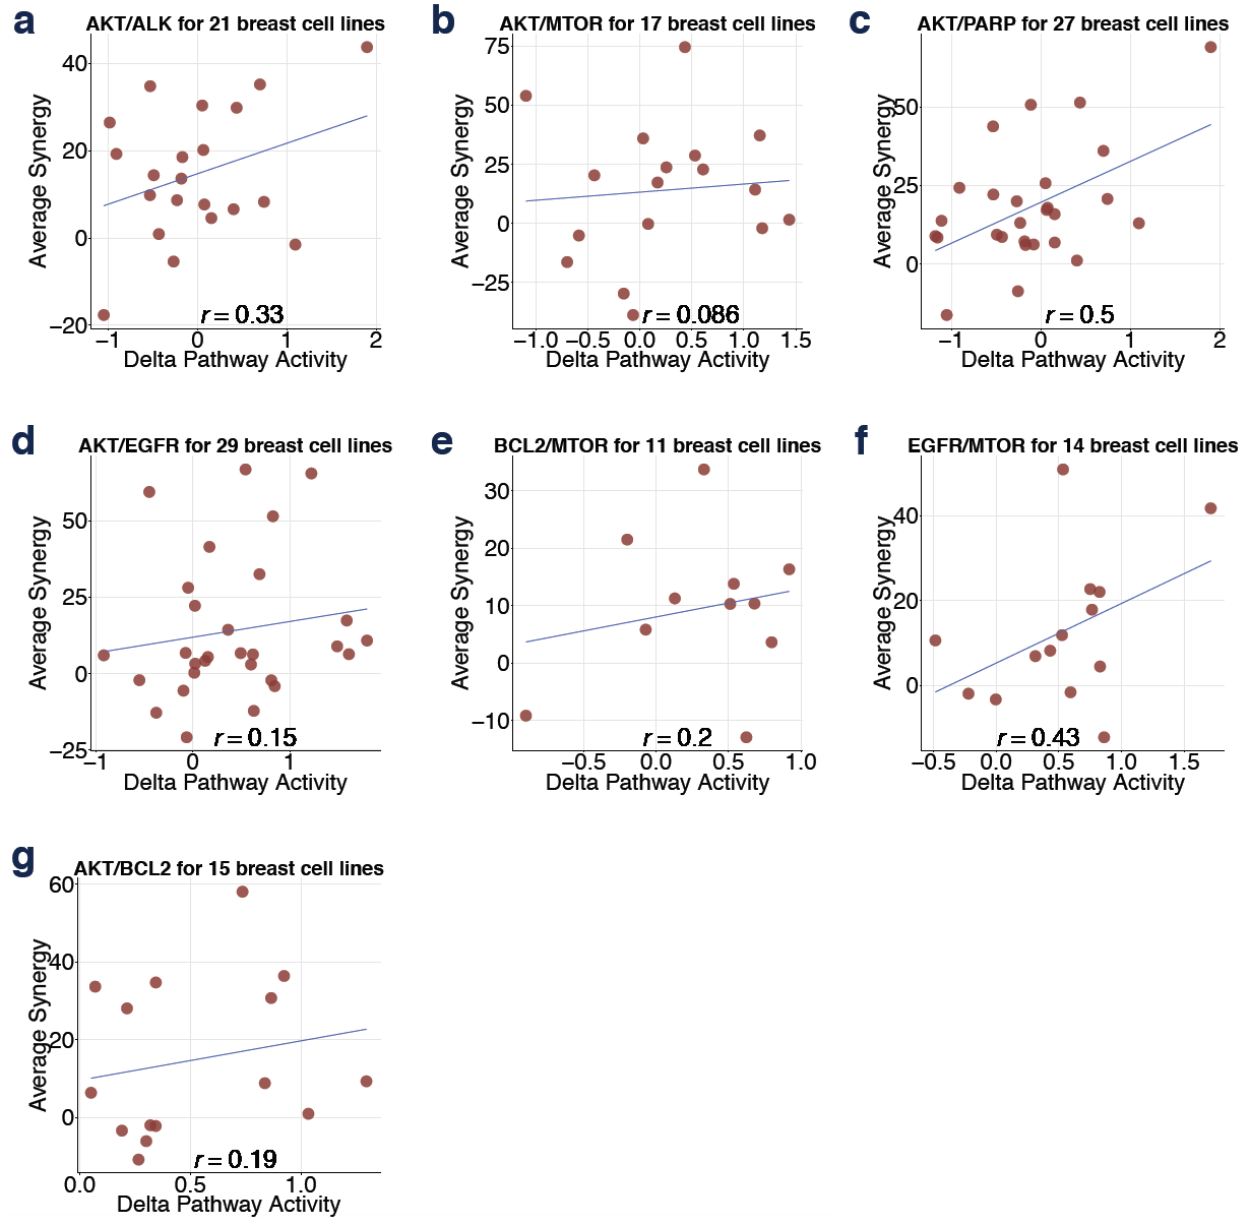 a
AKT/ALK for 21 breast cell lines
Average Synergy
40
20
0
−20
r = 0.33
−1 0 1 2
Delta Pathway Activity
b
AKT/MTOR for 17 breast cell lines
Average Synergy
75
50
25
0
−25
r = 0.086
−1.0 −0.5 0.0 0.5 1.0 1.5
Delta Pathway Activity
c
AKT/PARP for 27 breast cell lines
Average Synergy
50
25
0
r = 0.5
−1 0 1 2
Delta Pathway Activity
d
AKT/EGFR for 29 breast cell lines
Average Synergy
50
25
0
−25
r = 0.15
−1 0 1
Delta Pathway Activity
e
BCL2/MTOR for 11 breast cell lines
Average Synergy
30
20
10
0
−10
r = 0.2
−0.5 0.0 0.5 1.0
Delta Pathway Activity
f
EGFR/MTOR for 14 breast cell lines
Average Synergy
40
20
0
r = 0.43
−0.5 0.0 0.5 1.0 1.5
Delta Pathway Activity
g
AKT/BCL2 for 15 breast cell lines
Average Synergy
60
40
20
0
r = 0.19
0.0 0.5 1.0
Delta Pathway Activity